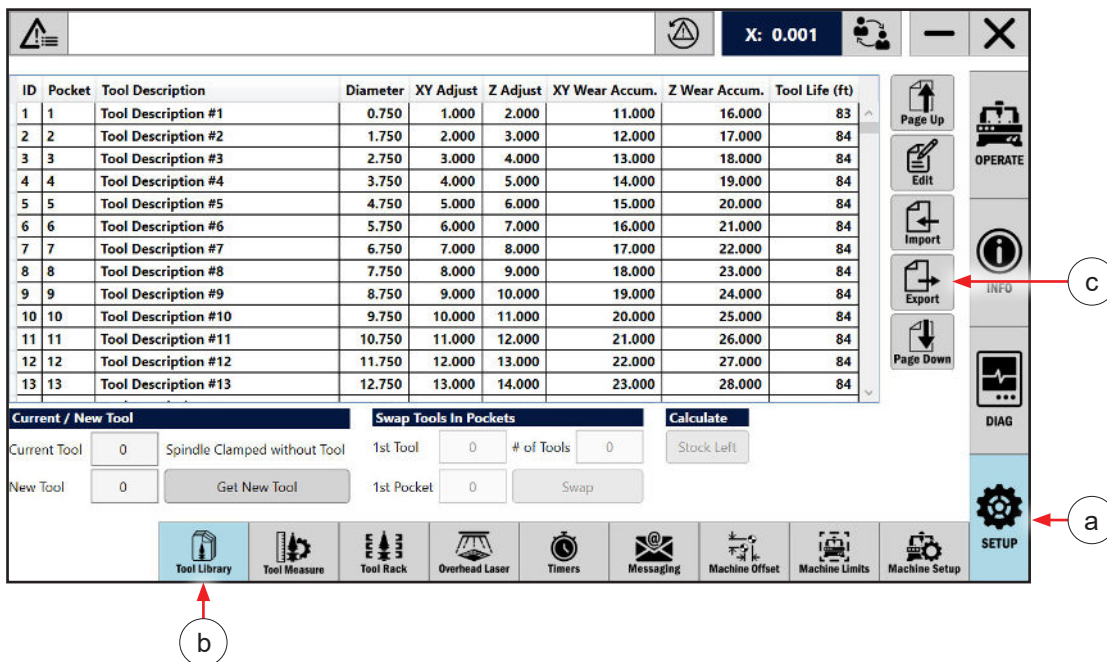 X: 0.001
ID Pocket Tool Description Diameter XY Adjust Z Adjust XY Wear Accum. Z Wear Accum. Tool Life (ft)
1 1 Tool Description #1 0.750 1.000 2.000 11.000 16.000 83
2 2 Tool Description #2 1.750 2.000 3.000 12.000 17.000 84
3 3 Tool Description #3 2.750 3.000 4.000 13.000 18.000 84
4 4 Tool Description #4 3.750 4.000 5.000 14.000 19.000 84
5 5 Tool Description #5 4.750 5.000 6.000 15.000 20.000 84
6 6 Tool Description #6 5.750 6.000 7.000 16.000 21.000 84
7 7 Tool Description #7 6.750 7.000 8.000 17.000 22.000 84
8 8 Tool Description #8 7.750 8.000 9.000 18.000 23.000 84
9 9 Tool Description #9 8.750 9.000 10.000 19.000 24.000 84
10 10 Tool Description #10 9.750 10.000 11.000 20.000 25.000 84
11 11 Tool Description #11 10.750 11.000 12.000 21.000 26.000 84
12 12 Tool Description #12 11.750 12.000 13.000 22.000 27.000 84
13 13 Tool Description #13 12.750 13.000 14.000 23.000 28.000 84
Page Up
Edit
Import
Export
Page Down
OPERATE
INFO
DIAG
SETUP
c
a
Current / New Tool
Current Tool 0 Spindle Clamped without Tool
New Tool 0 Get New Tool
Swap Tools In Pockets
1st Tool 0 # of Tools 0
1st Pocket 0 Swap
Calculate
Stock Left
Tool Library
Tool Measure
Tool Rack
Overhead Laser
Timers
Messaging
Machine Offset
Machine Limits
Machine Setup
b